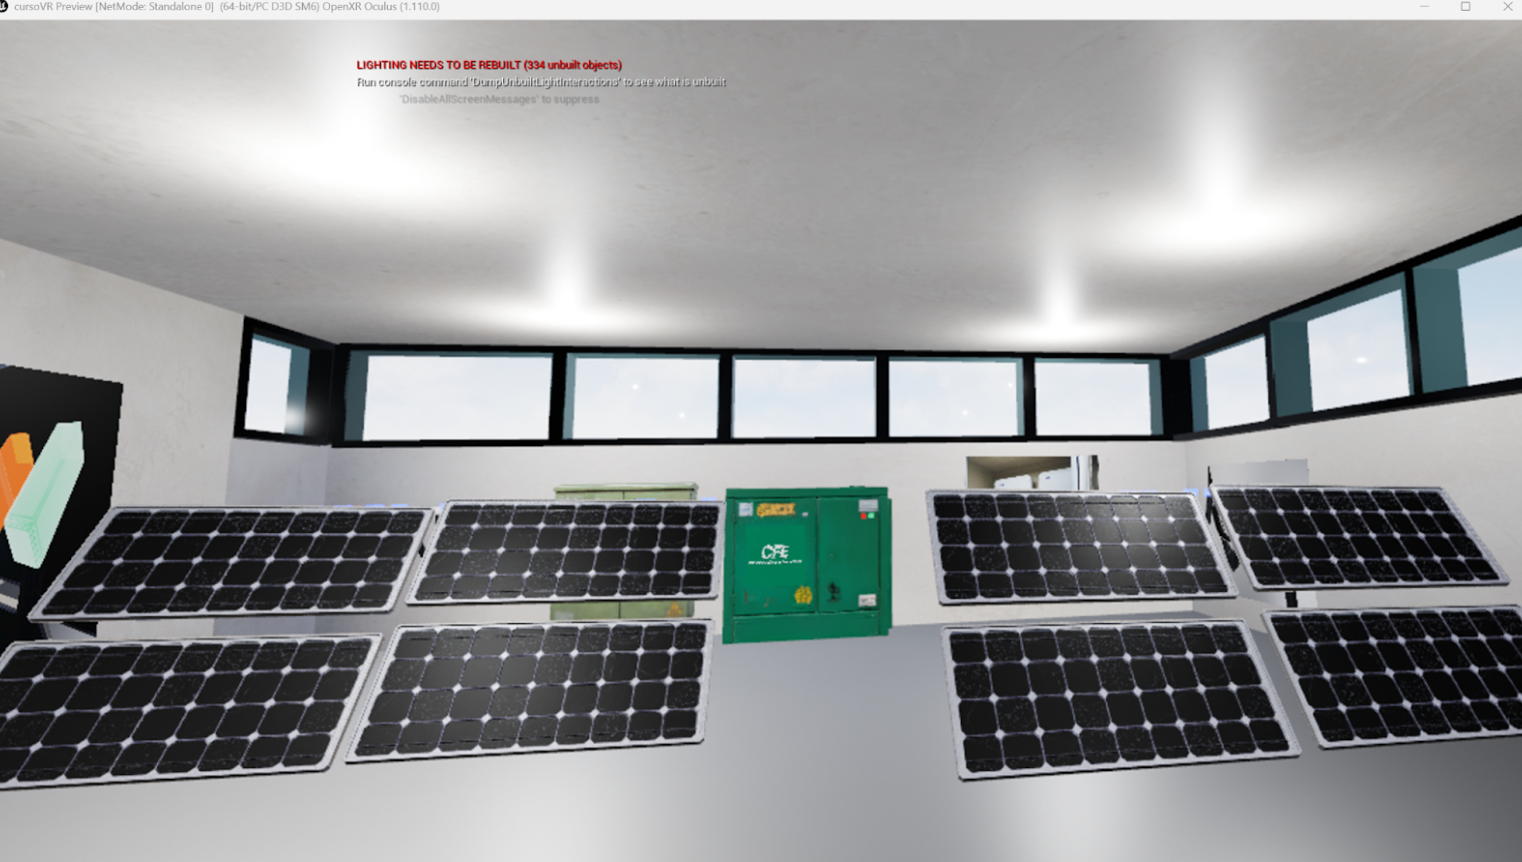 cursoVR Preview [NetMode: Standalone 0]  (64-bit/PC D3D SM6) OpenXR Oculus (1.110.0)
LIGHTING NEEDS TO BE REBUILT (334 unbuilt objects)
Run console command 'DumpUnbuiltLightInteractions' to see what is unbuilt
'DisableAllScreenMessages' to suppress
CFE